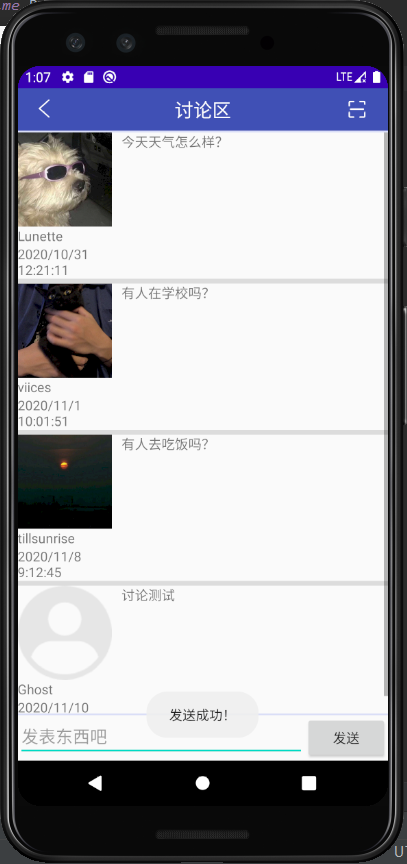 1:07
LTE
讨论区
今天天气怎么样?
Lunette
2020/10/31
12:21:11
有人在学校吗?
viices
2020/11/1
10:01:51
有人去吃饭吗?
tillsunrise
2020/11/8
9:12:45
讨论测试
Ghost
2020/11/10
发送成功!
发表东西吧
发送